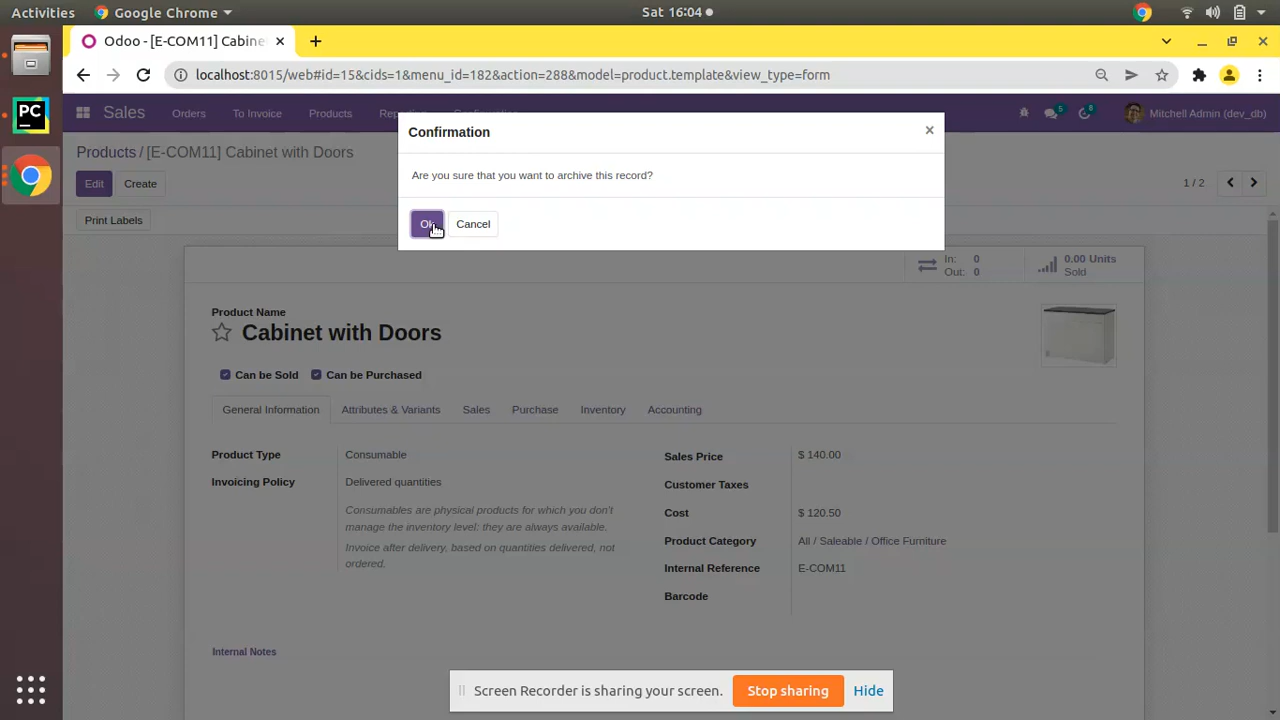 Activities
Google Chrome
Sat 16:04
PC
Odoo - [E-COM11] Cabine
localhost:8015/web#id=15&cids=1&menu_id=182&action=288&model=product.template&view_type=form
Sales Orders To Invoice Products
5 8 Mitchell Admin (dev_db)
Confirmation ×
Products / [E-COM11] Cabinet with Doors
Are you sure that you want to archive this record?
Edit Create
1 / 2
Print Labels
Ok Cancel
In: 0
Out: 0
0.00 Units
Sold
Product Name
Cabinet with Doors
Can be Sold Can be Purchased
General Information Attributes & Variants Sales Purchase Inventory Accounting
Product Type Consumable
Invoicing Policy Delivered quantities
Consumables are physical products for which you don't
manage the inventory level: they are always available.
Invoice after delivery, based on quantities delivered, not
ordered.
Sales Price $ 140.00
Customer Taxes
Cost $ 120.50
Product Category All / Saleable / Office Furniture
Internal Reference E-COM11
Barcode
Internal Notes
Screen Recorder is sharing your screen. Stop sharing Hide